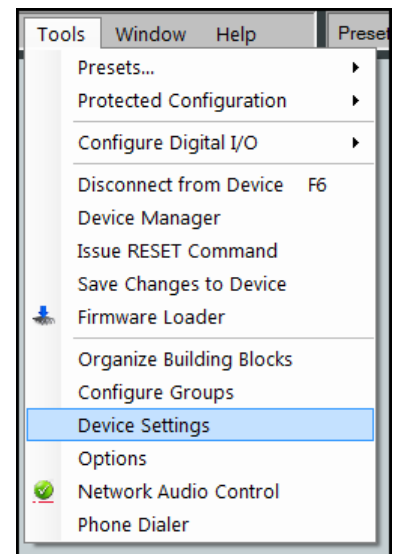 Tools Window Help
Presets...
Protected Configuration
Configure Digital I/O
Disconnect from Device F6
Device Manager
Issue RESET Command
Save Changes to Device
Firmware Loader
Organize Building Blocks
Configure Groups
Device Settings
Options
Network Audio Control
Phone Dialer